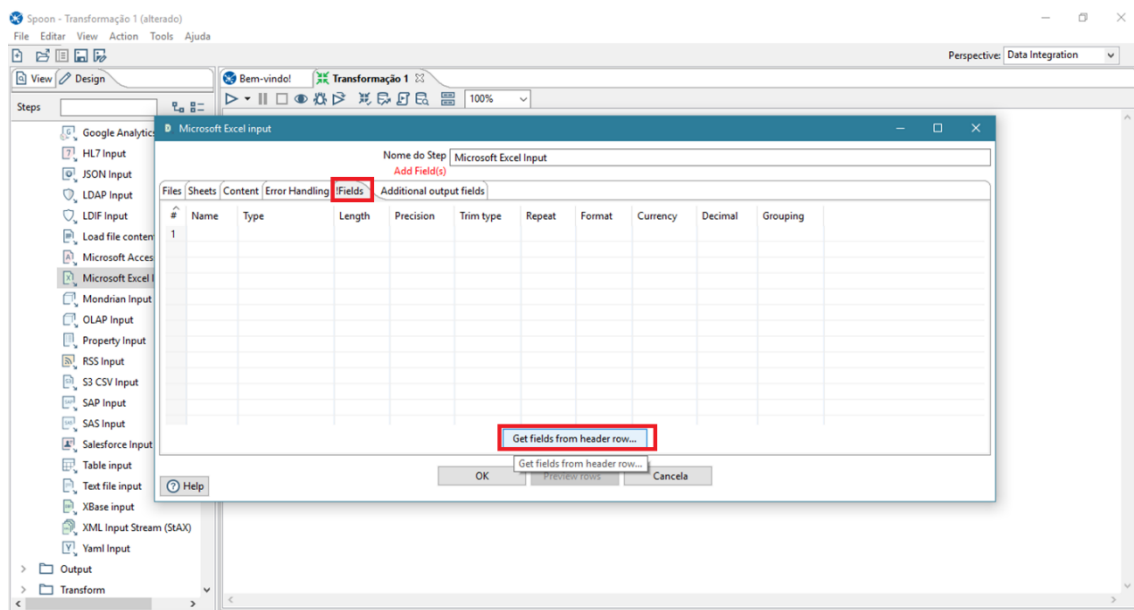 Spoon - Transformação 1 (alterado)
File Editar View Action Tools Ajuda
Perspective: Data Integration
View Design
Bem-vindo! Transformação 1
Steps
100%
Google Analytic
HL7 Input
JSON Input
LDAP Input
LDIF Input
Load file conten
Microsoft Acces
Microsoft Excel I
Mondrian Input
OLAP Input
Property Input
RSS Input
S3 CSV Input
SAP Input
SAS Input
Salesforce Input
Table input
Text file input
XBase input
XML Input Stream (StAX)
Yaml Input
Output
Transform
Microsoft Excel input
Nome do Step Microsoft Excel Input
Add Field(s)
Files Sheets Content Error Handling !Fields Additional output fields
# Name Type Length Precision Trim type Repeat Format Currency Decimal Grouping
1
Get fields from header row...
Get fields from header row...
OK Preview rows Cancela
Help